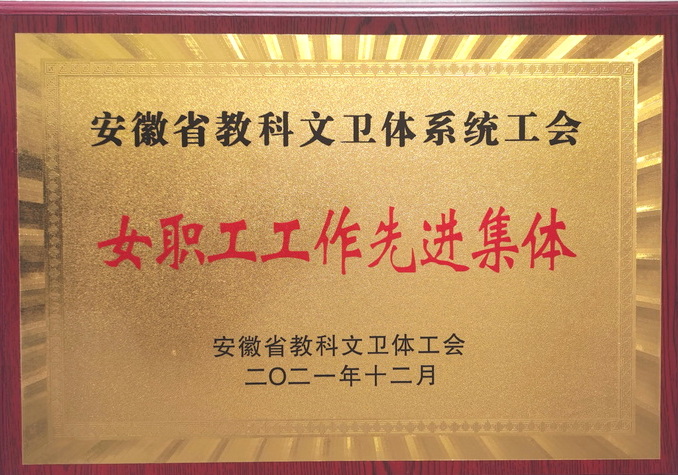 安徽省教科文卫体系统工会
女职工工作先进集体
安徽省教科文卫体工会
二〇二一年十二月